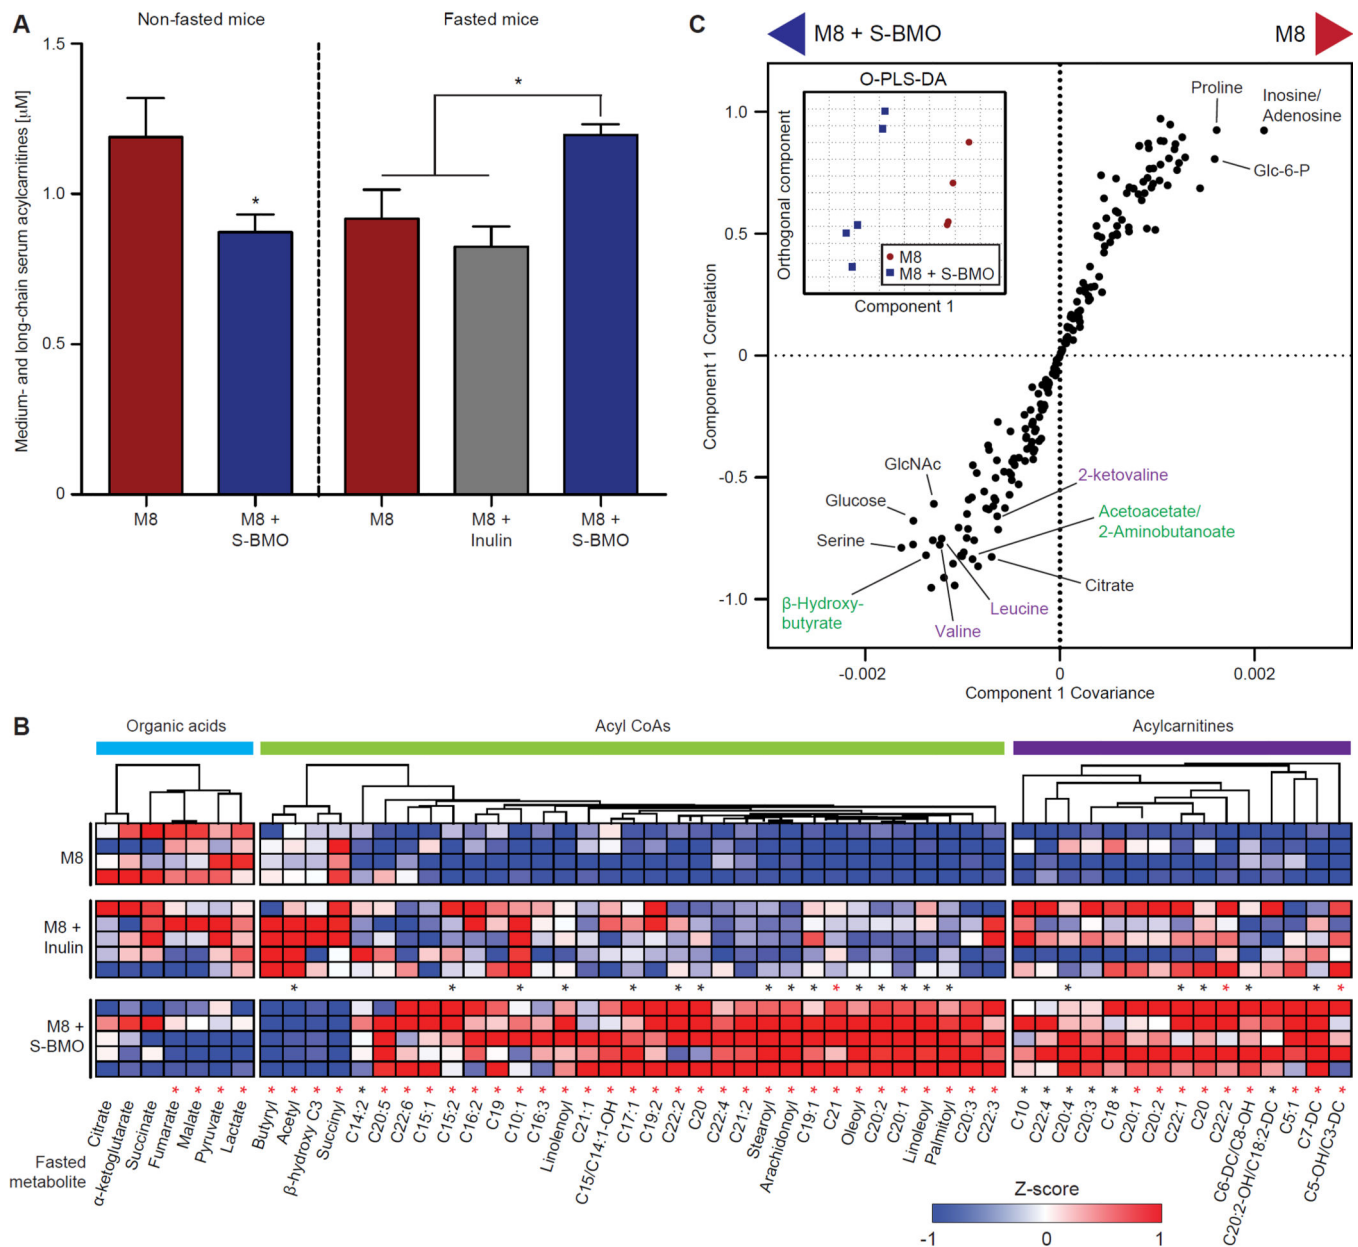 A
Non-fasted mice
Fasted mice
Medium- and long-chain serum acylcarnitines [uM]
1.5
1.0
0.5
0
*
*
M8
M8 +
S-BMO
M8
M8 +
Inulin
M8 +
S-BMO
C
M8 + S-BMO
M8
O-PLS-DA
Orthogonal component
Component 1
M8
M8 + S-BMO
Component 1 Correlation
1.0
0.5
0
-0.5
-1.0
Proline
Inosine/
Adenosine
Glc-6-P
GlcNAc
Glucose
Serine
β-Hydroxy-
butyrate
Valine
Leucine
Citrate
Acetoacetate/
2-Aminobutanoate
2-ketovaline
-0.002
0
0.002
Component 1 Covariance
B
Organic acids
Acyl CoAs
Acylcarnitines
M8
M8 +
Inulin
* * * * * * * * * * * * * * * * * * * * * *
M8 +
S-BMO
Fasted
metabolite
Citrate
α-ketoglutarate
Succinate
Fumarate *
Malate *
Pyruvate *
Lactate *
Butyryl *
Acetyl *
β-hydroxy C3 *
Succinyl *
C14:2 *
C20:5 *
C22:6 *
C15:1 *
C15:2 *
C16:2 *
C19 *
C10:1 *
C16:3 *
Linolenoyl *
C21:1 *
C15/C14:1-OH *
C17:1 *
C19:2 *
C22:2 *
C20 *
C22:4 *
C21:2 *
Stearoyl *
Arachidonyl *
C19:1 *
C21 *
Oleoyl *
C20:2 *
C20:1 *
Linoleoyl *
Palmitoyl *
C20:3 *
C22:3 *
C10 *
C22:4 *
C20:4 *
C20:3 *
C18 *
C20:1 *
C20:2 *
C22:1 *
C20 *
C22:2 *
C6-DC/C8-OH *
C20:2-OH/C18:2-DC *
C5:1 *
C7-DC *
C5-OH/C3-DC *
Z-score
-1
0
1